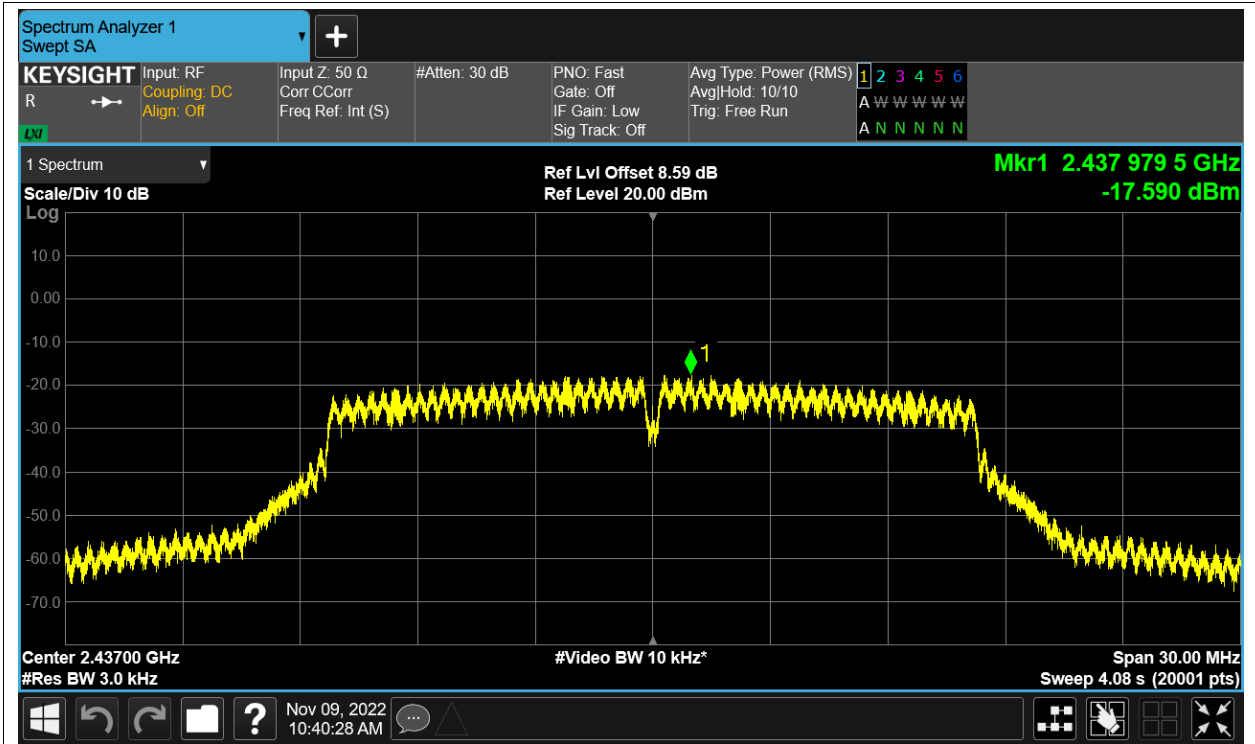 Spectrum Analyzer 1
Swept SA
KEYSIGHT
R
LXI
Input: RF
Coupling: DC
Align: Off
Input Z: 50 Ω
Corr CCorr
Freq Ref: Int (S)
#Atten: 30 dB
PNO: Fast
Gate: Off
IF Gain: Low
Sig Track: Off
Avg Type: Power (RMS)
Avg|Hold: 10/10
Trig: Free Run
1 2 3 4 5 6
A W W W W W
A N N N N N
1 Spectrum
Scale/Div 10 dB
Ref Lvl Offset 8.59 dB
Ref Level 20.00 dBm
Mkr1 2.437 979 5 GHz
-17.590 dBm
Log
10.0
0.00
-10.0
1
-20.0
-30.0
-40.0
-50.0
-60.0
-70.0
Center 2.43700 GHz
#Video BW 10 kHz*
Span 30.00 MHz
#Res BW 3.0 kHz
Sweep 4.08 s (20001 pts)
?
Nov 09, 2022
10:40:28 AM